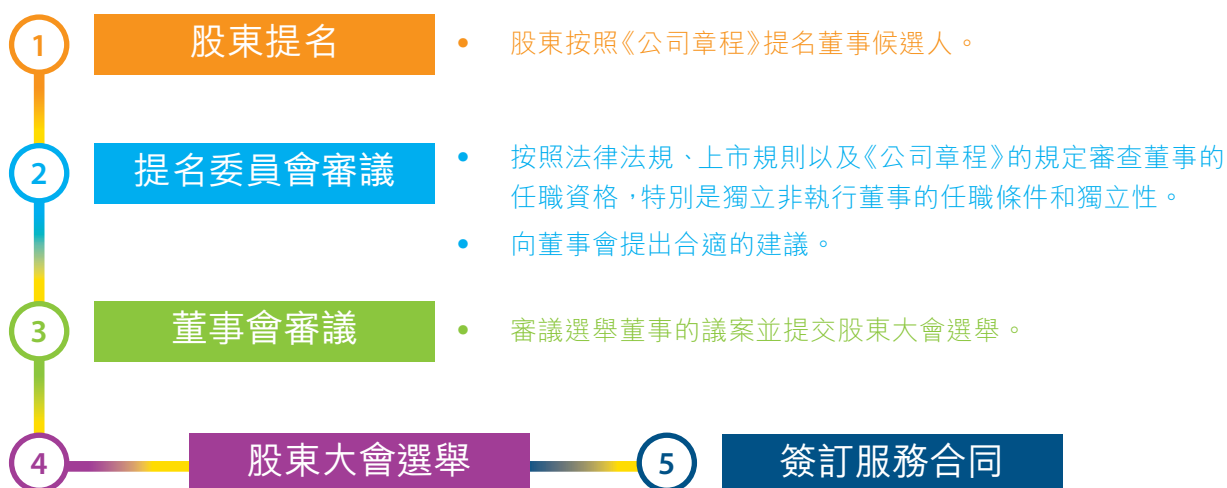 1 股東提名 • 股東按照《公司章程》提名董事候選人。
2 提名委員會審議 • 按照法律法規、上市規則以及《公司章程》的規定審查董事的
任職資格，特別是獨立非執行董事的任職條件和獨立性。
• 向董事會提出合適的建議。
3 董事會審議 • 審議選舉董事的議案並提交股東大會選舉。
4 股東大會選舉 5 簽訂服務合同